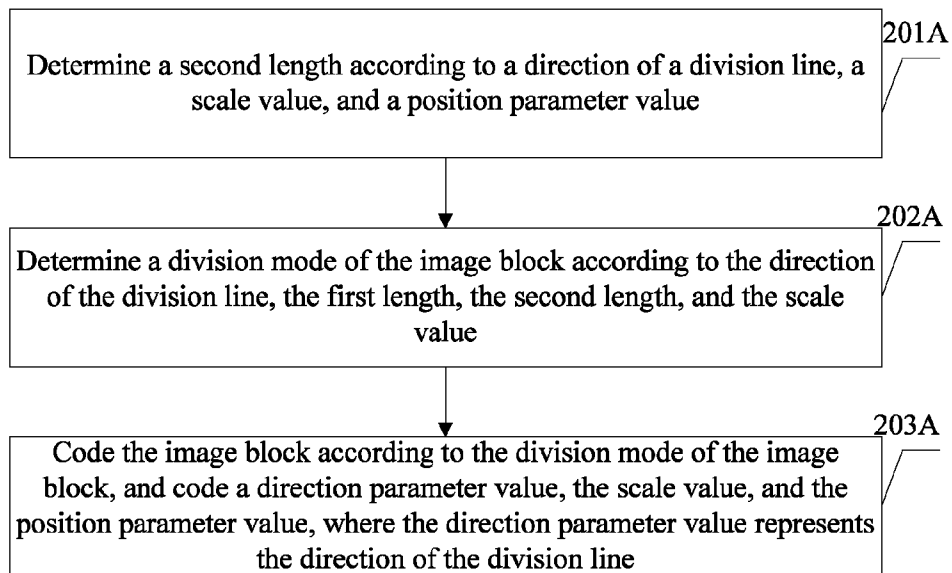 201A
Determine a second length according to a direction of a division line, a
scale value, and a position parameter value
202A
Determine a division mode of the image block according to the direction
of the division line, the first length, the second length, and the scale
value
203A
Code the image block according to the division mode of the image
block, and code a direction parameter value, the scale value, and the
position parameter value, where the direction parameter value represents
the direction of the division line